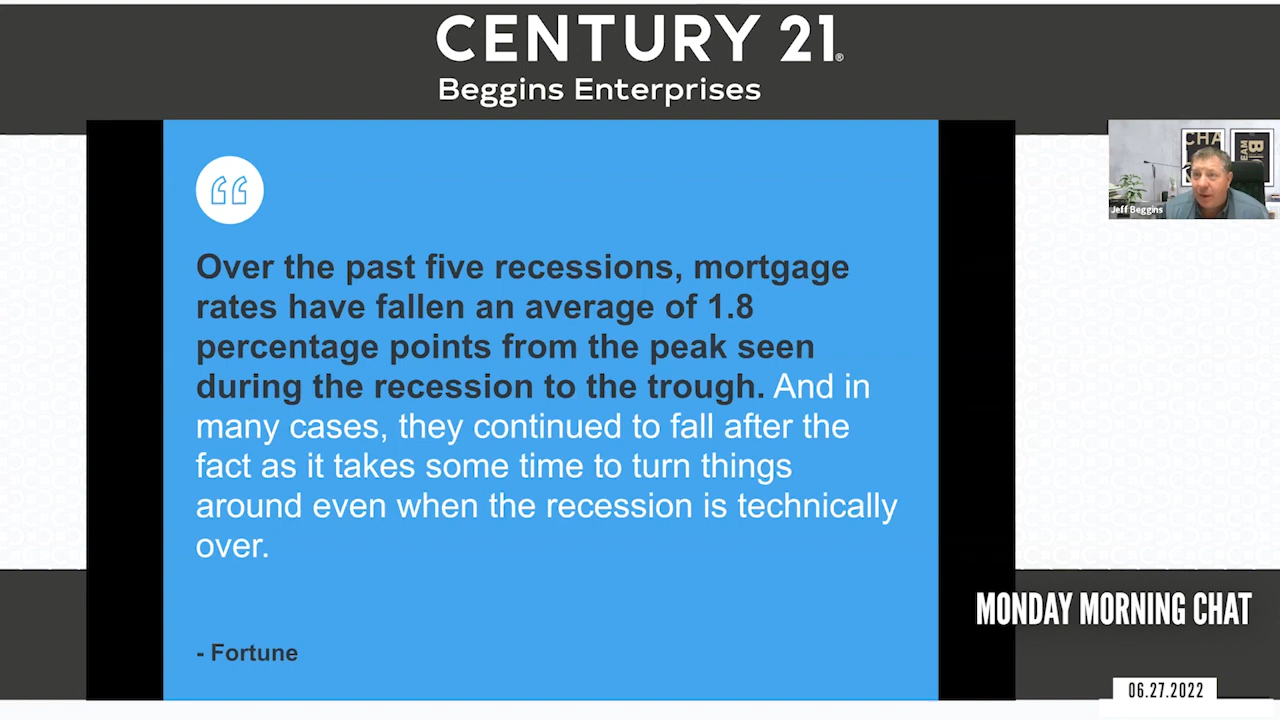 CENTURY 21®
Beggins Enterprises
CHA
EAM
BI
Jeff Beggins
Over the past five recessions, mortgage
rates have fallen an average of 1.8
percentage points from the peak seen
during the recession to the trough. And in
many cases, they continued to fall after the
fact as it takes some time to turn things
around even when the recession is technically
over.
- Fortune
MONDAY MORNING CHAT
06.27.2022